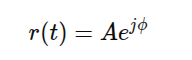 r(t) = Ae^{jϕ}